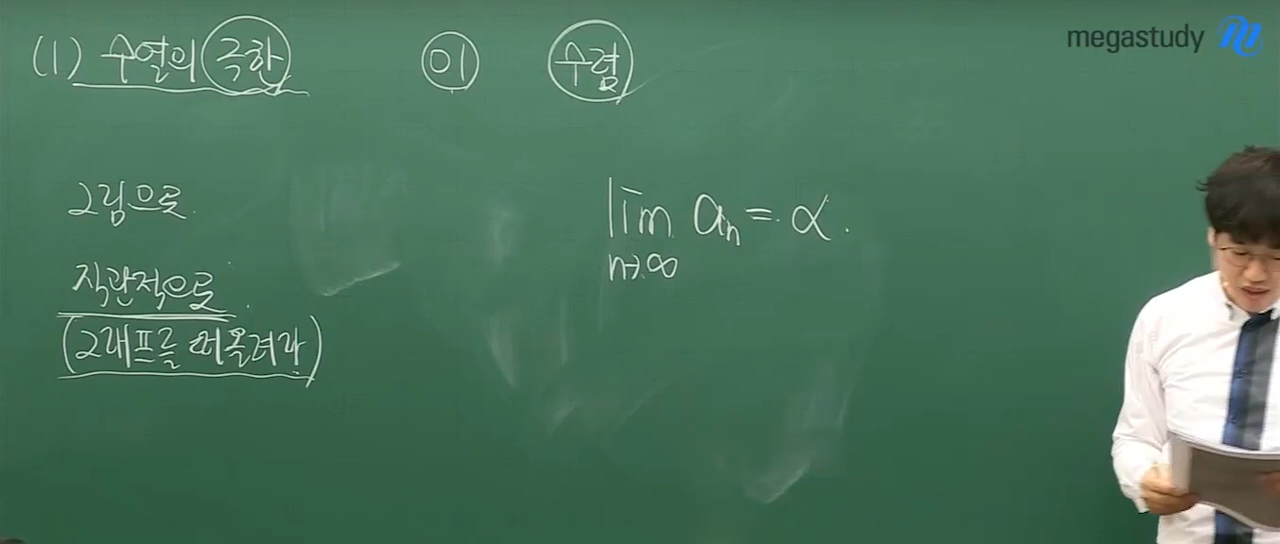 (1) 수열의 극한 01 수렴
megastudy
그림으로.
lim aₙ = α.
n→∞
직관적으로.
(그래프를 떠올려라)